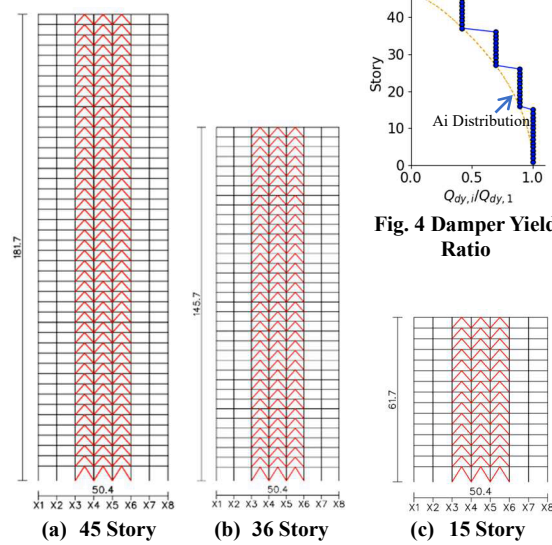 181.7
50.4
X1 X2 X3 X4 X5 X6 X7 X8
(a) 45 Story
145.7
50.4
X1 X2 X3 X4 X5 X6 X7 X8
(b) 36 Story
40
30
20
10
0
Story
Ai Distribution
0.0 0.5 1.0
Qdy,i/Qdy,1
Fig. 4 Damper Yield
Ratio
61.7
50.4
X1 X2 X3 X4 X5 X6 X7 X8
(c) 15 Story